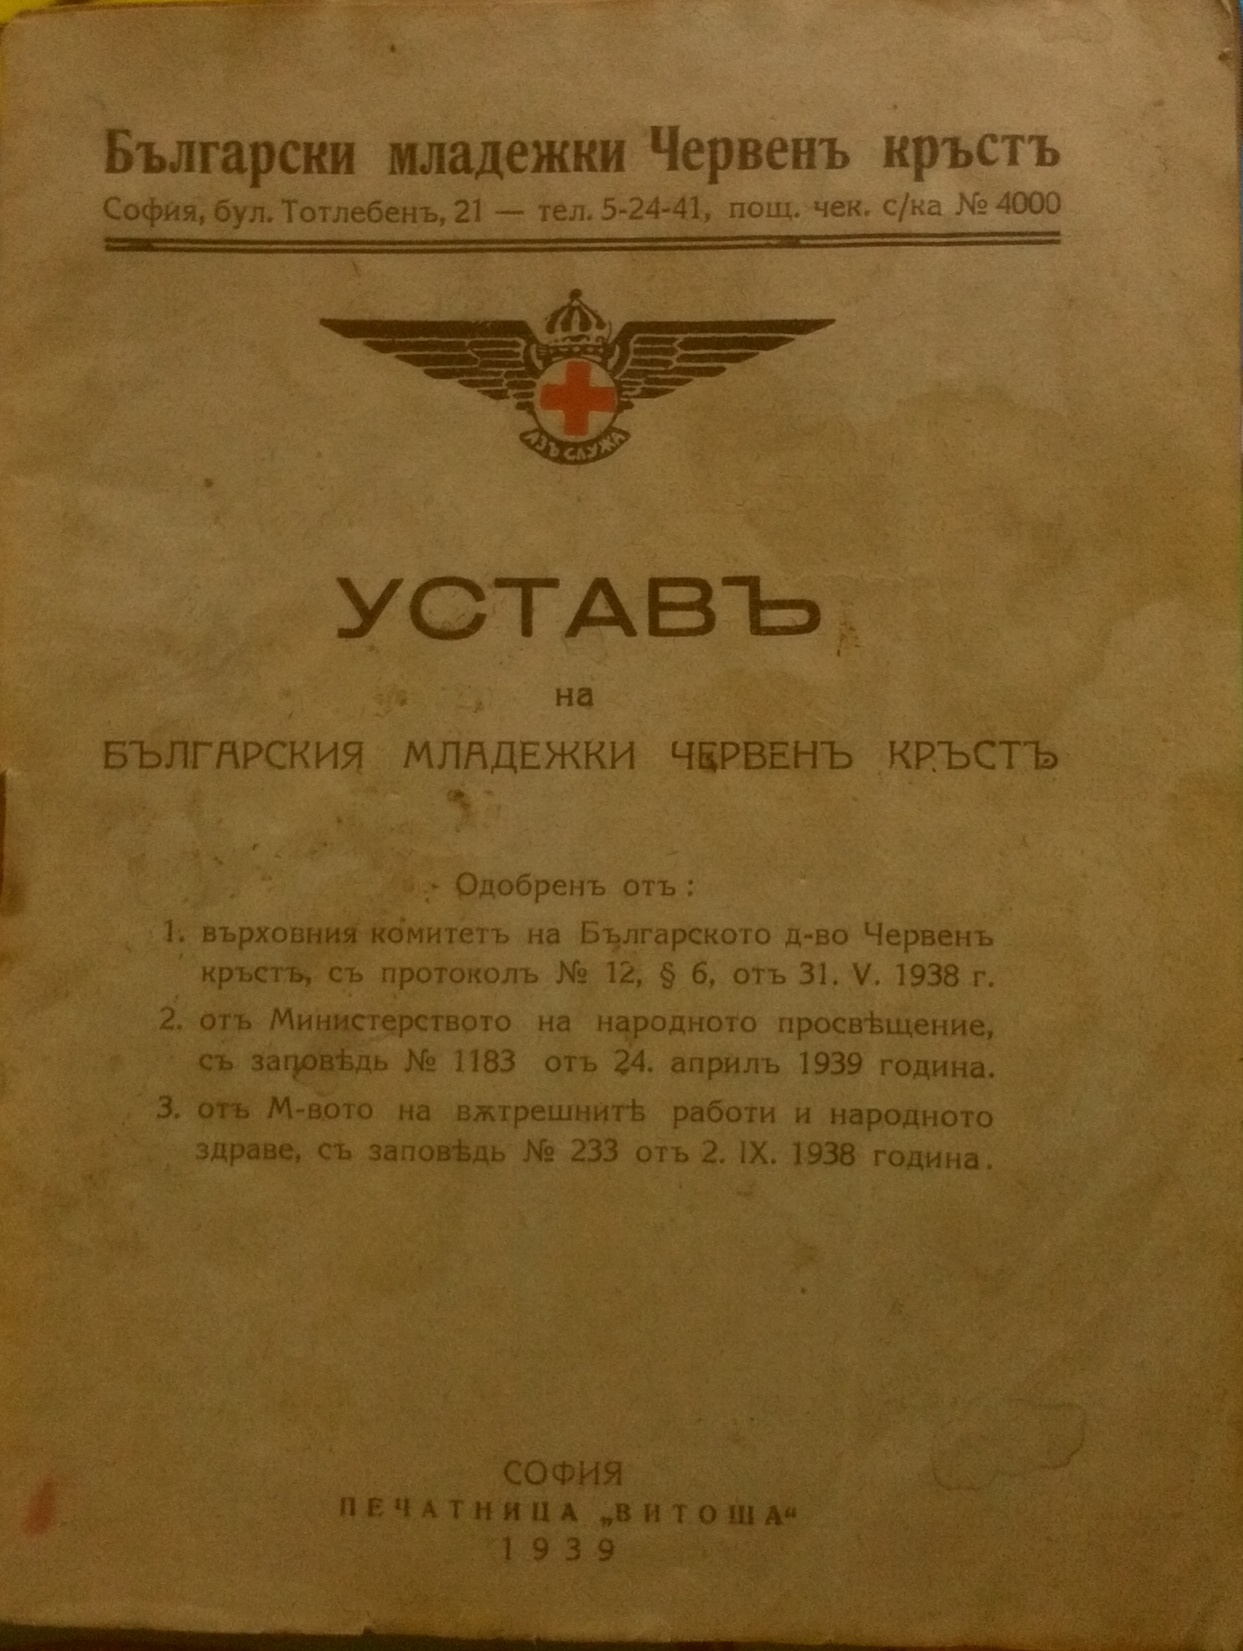 Български младежки Червенъ кръстъ
София, бул. Тотлебенъ, 21 — тел. 5-24-41, пощ. чек. с/ка № 4000
АЗЪ СЛУЖА
УСТАВЪ
на
БЪЛГАРСКИЯ МЛАДЕЖКИ ЧЕРВЕНЪ КРЪСТЪ
Одобренъ отъ:
1. върховния комитетъ на Българското д-во Червенъ
кръстъ, съ протоколъ № 12, § 6, отъ 31. V. 1938 г.
2. отъ Министерството на народното просвѣщение,
съ заповѣдь № 1183 отъ 24. априлъ 1939 година.
3. отъ М-вото на вѫтрешнитѣ работи и народното
здраве, съ заповѣдь № 233 отъ 2. IX. 1938 година.
СОФИЯ
ПЕЧАТНИЦА „ВИТОША“
1939